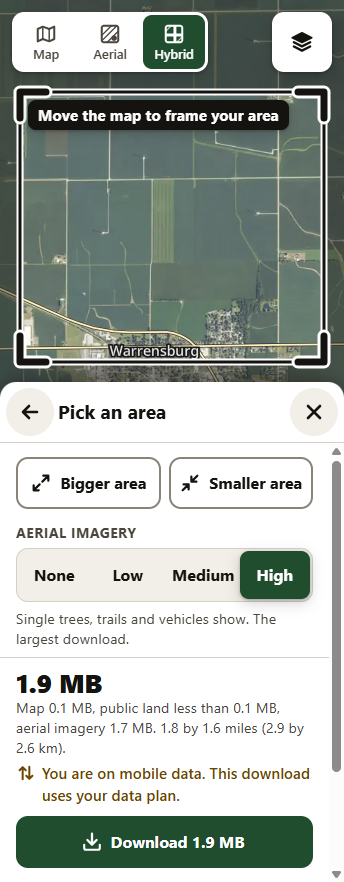 Map
Aerial
Hybrid
Move the map to frame your area
Warrensburg
Pick an area
Bigger area
Smaller area
AERIAL IMAGERY
None
Low
Medium
High
Single trees, trails and vehicles show. The
largest download.
1.9 MB
Map 0.1 MB, public land less than 0.1 MB,
aerial imagery 1.7 MB. 1.8 by 1.6 miles (2.9 by
2.6 km).
You are on mobile data. This download
uses your data plan.
Download 1.9 MB